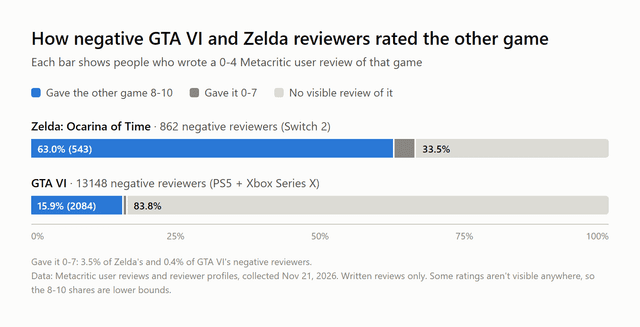 How negative GTA VI and Zelda reviewers rated the other game
Each bar shows people who wrote a 0-4 Metacritic user review of that game
Gave the other game 8-10 Gave it 0-7 No visible review of it
Zelda: Ocarina of Time · 862 negative reviewers (Switch 2)
63.0% (543) 33.5%
GTA VI · 13148 negative reviewers (PS5 + Xbox Series X)
15.9% (2084) 83.8%
0% 25% 50% 75% 100%
Gave it 0-7: 3.5% of Zelda's and 0.4% of GTA VI's negative reviewers.
Data: Metacritic user reviews and reviewer profiles, collected Nov 21, 2026. Written reviews only. Some ratings aren't visible anywhere, so
the 8-10 shares are lower bounds.